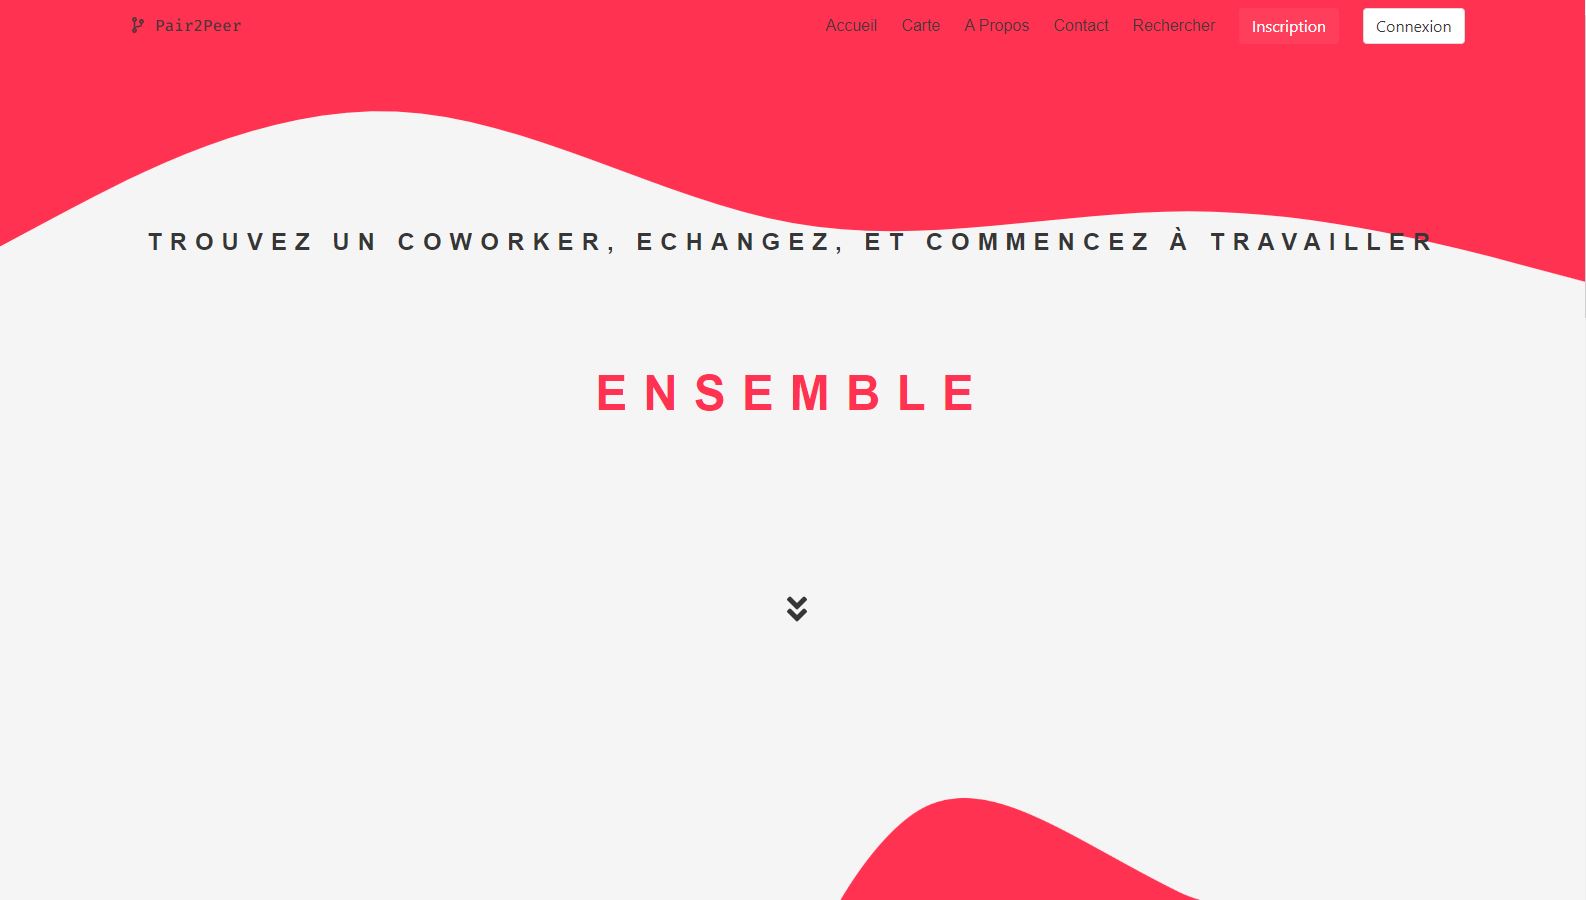 Pair2Peer Accueil Carte A Propos Contact Rechercher Inscription Connexion
TROUVEZ UN COWORKER, ECHANGEZ, ET COMMENCEZ À TRAVAILLER
ENSEMBLE